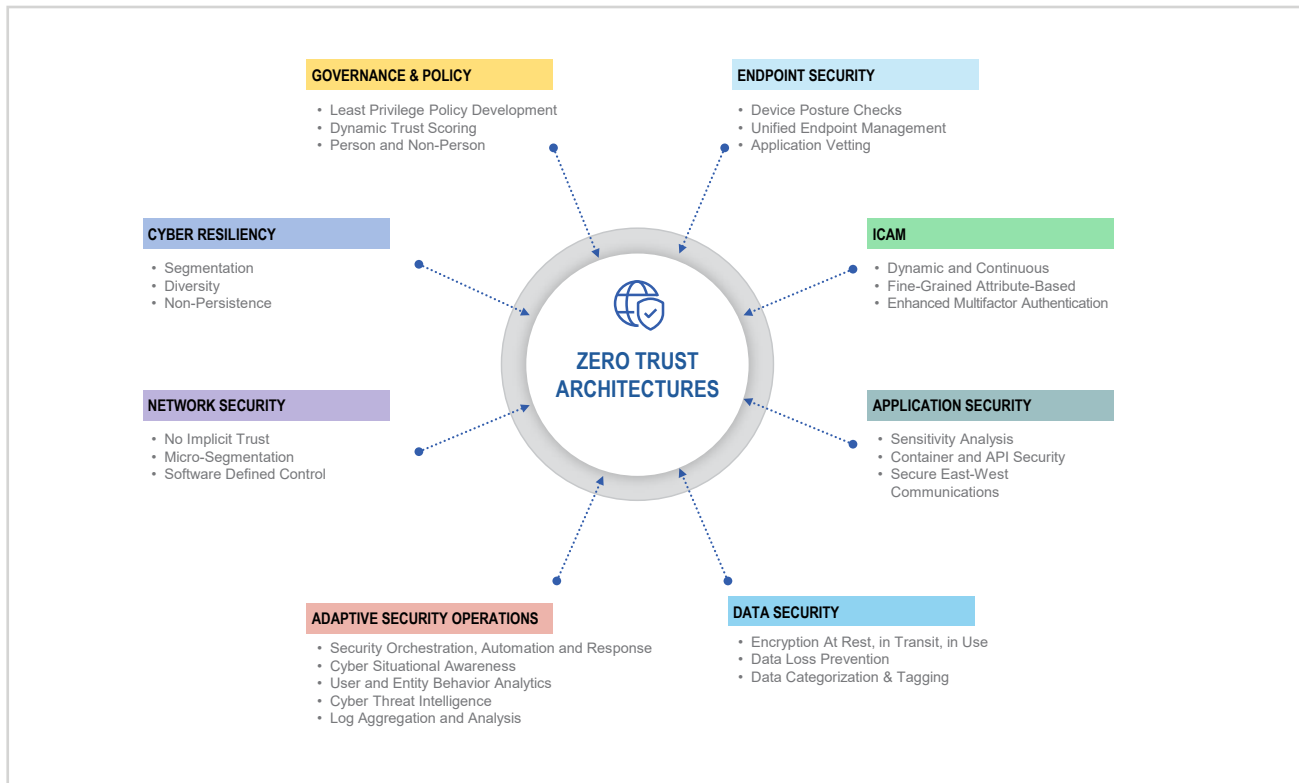 GOVERNANCE & POLICY
• Least Privilege Policy Development
• Dynamic Trust Scoring
• Person and Non-Person
ENDPOINT SECURITY
• Device Posture Checks
• Unified Endpoint Management
• Application Vetting
CYBER RESILIENCY
• Segmentation
• Diversity
• Non-Persistence
ICAM
• Dynamic and Continuous
• Fine-Grained Attribute-Based
• Enhanced Multifactor Authentication
ZERO TRUST
ARCHITECTURES
NETWORK SECURITY
• No Implicit Trust
• Micro-Segmentation
• Software Defined Control
APPLICATION SECURITY
• Sensitivity Analysis
• Container and API Security
• Secure East-West
Communications
ADAPTIVE SECURITY OPERATIONS
• Security Orchestration, Automation and Response
• Cyber Situational Awareness
• User and Entity Behavior Analytics
• Cyber Threat Intelligence
• Log Aggregation and Analysis
DATA SECURITY
• Encryption At Rest, in Transit, in Use
• Data Loss Prevention
• Data Categorization & Tagging